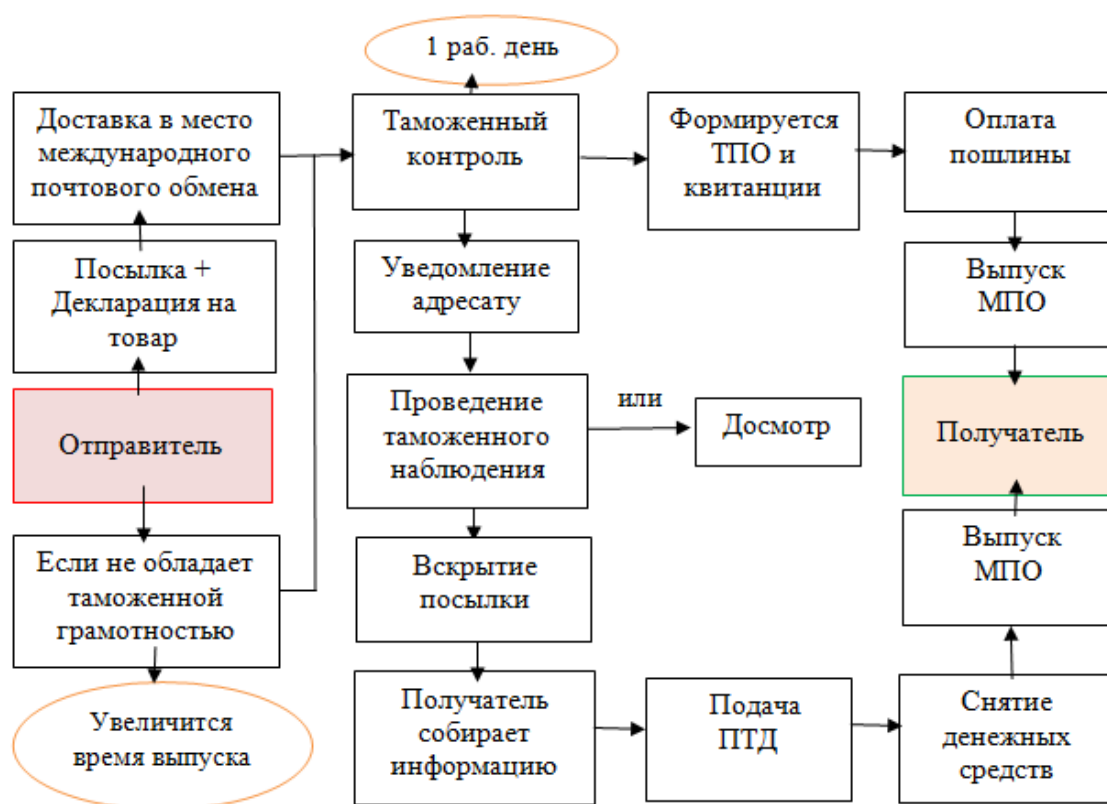 1 раб. день
Доставка в место
международного
почтового обмена
Таможенный
контроль
Формируется
ТПО и
квитанции
Оплата
пошлины
Посылка +
Декларация на
товар
Уведомление
адресату
Выпуск
МПО
Отправитель
Проведение
таможенного
наблюдения
или
Досмотр
Получатель
Если не обладает
таможенной
грамотностью
Вскрытие
посылки
Выпуск
МПО
Увеличится
время выпуска
Получатель
собирает
информацию
Подача
ПТД
Снятие
денежных
средств